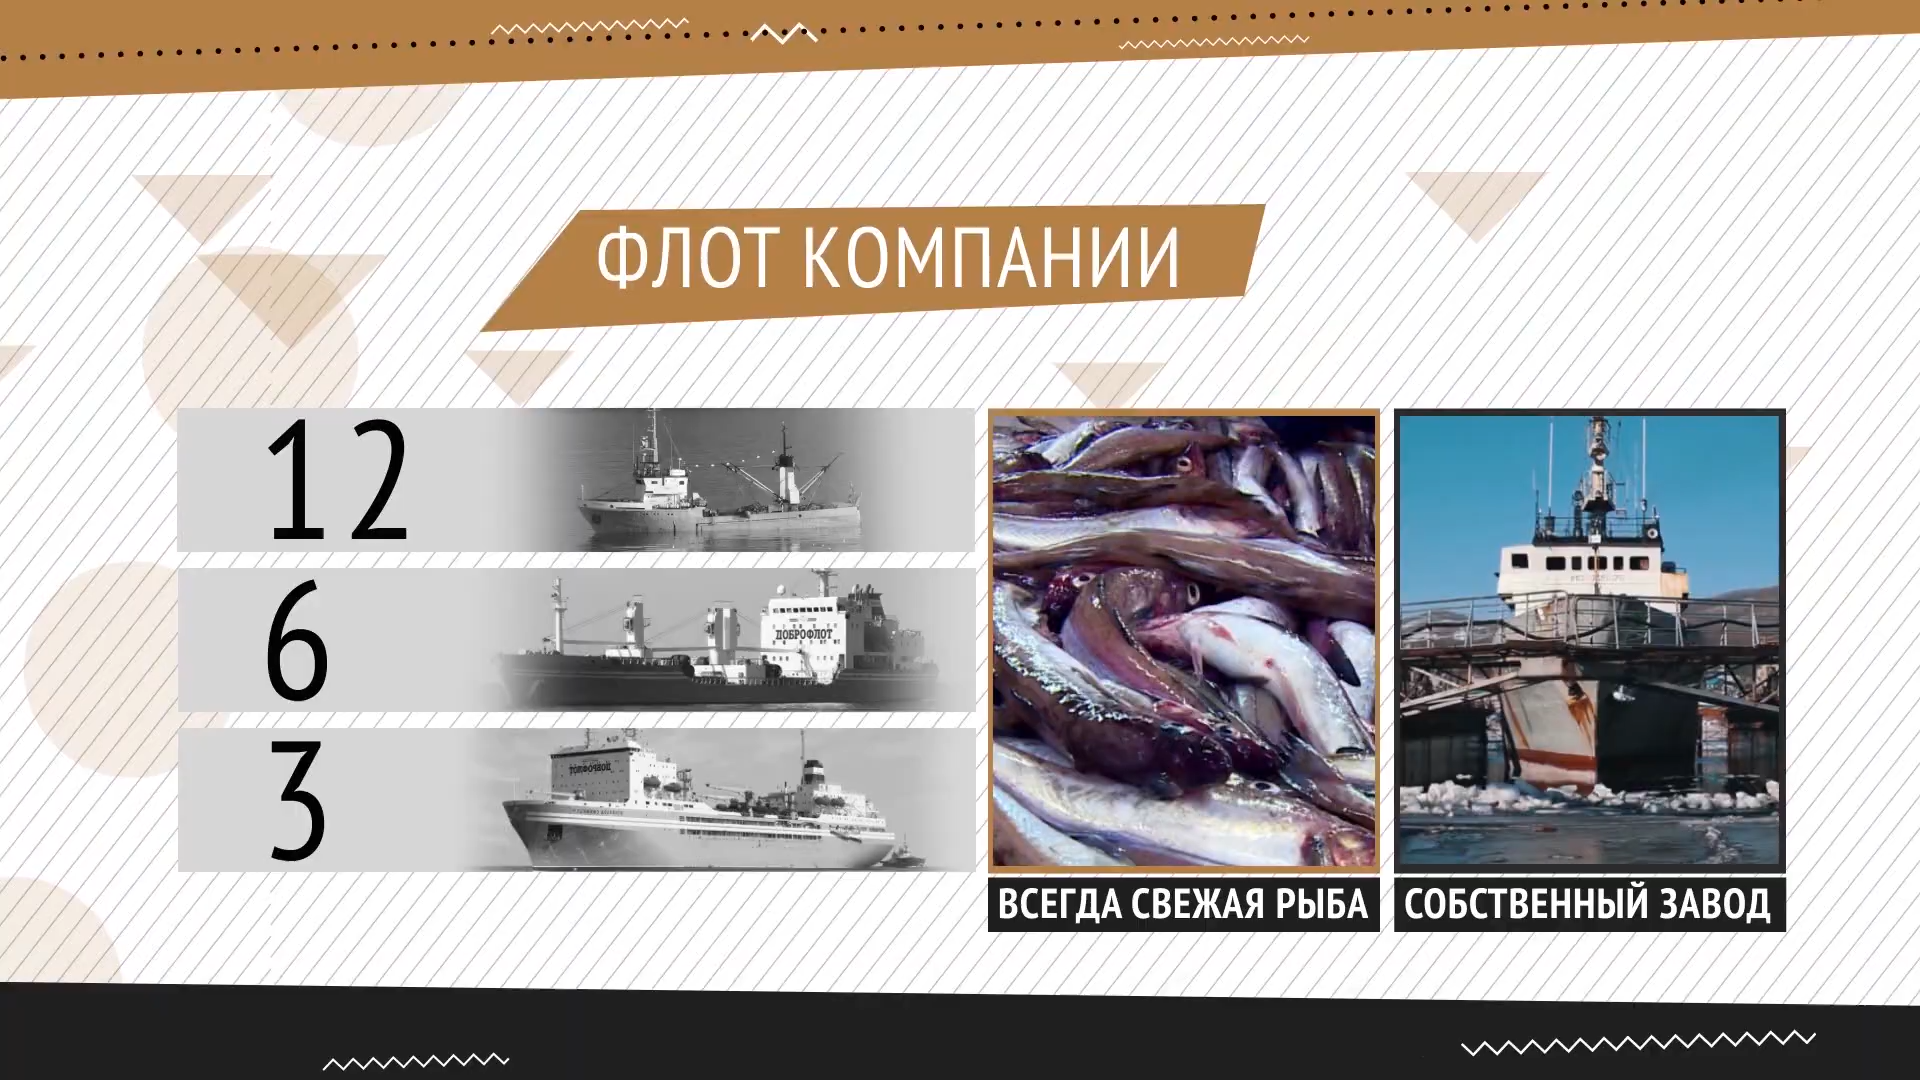 ФЛОТ КОМПАНИИ
12
6
ДОБРОФЛОТ
3
ВСЕГДА СВЕЖАЯ РЫБА
СОБСТВЕННЫЙ ЗАВОД